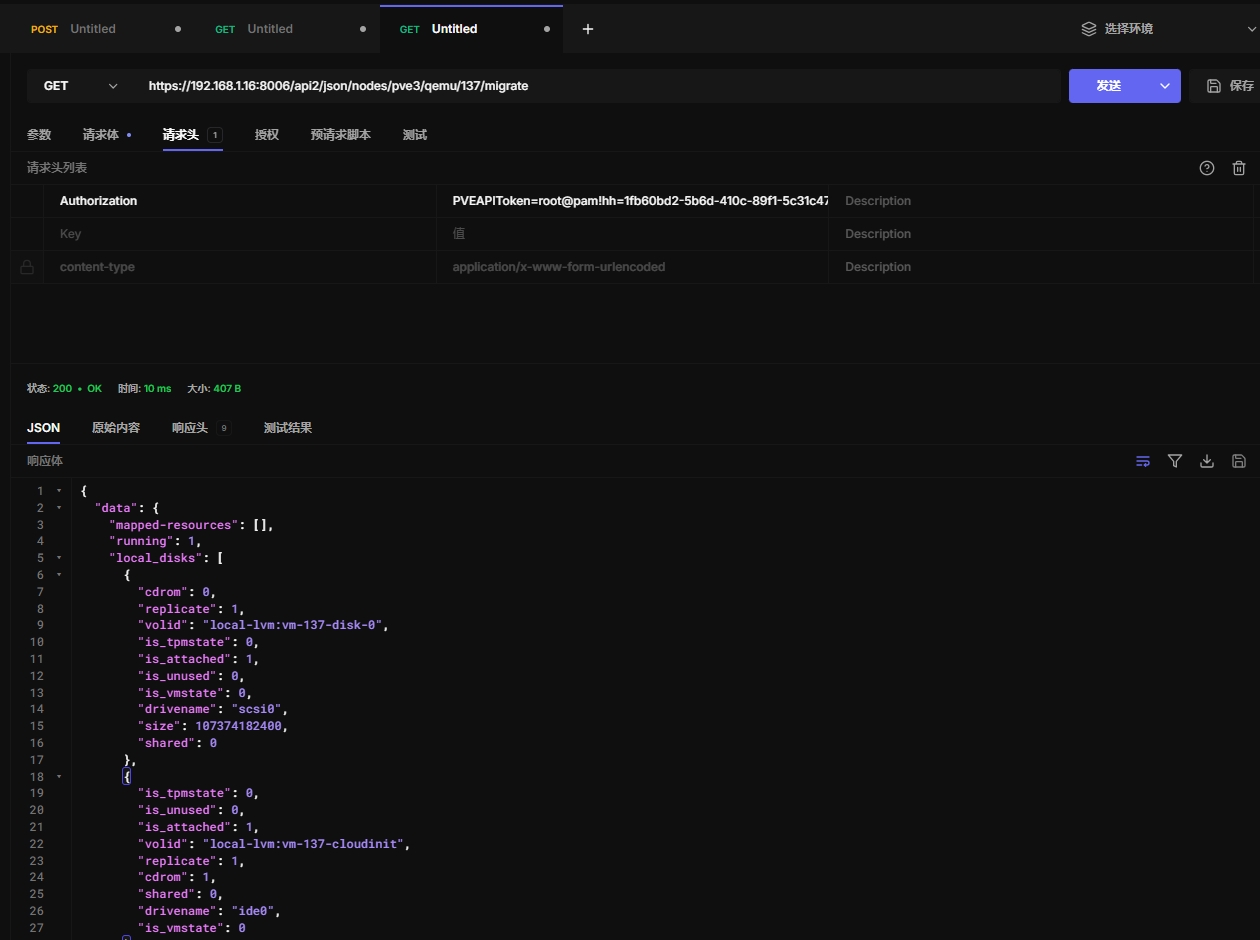 POST Untitled GET Untitled GET Untitled + 选择环境
GET https://192.168.1.16:8006/api2/json/nodes/pve3/qemu/137/migrate 发送 保存
参数 请求体 请求头 1 授权 预请求脚本 测试
请求头列表
Authorization PVEAPIToken=root@pam!hh=1fb60bd2-5b6d-410c-89f1-5c31c47 Description
Key 值 Description
content-type application/x-www-form-urlencoded Description
状态: 200 • OK 时间: 10 ms 大小: 407 B
JSON 原始内容 响应头 9 测试结果
响应体
1 {
2 "data": {
3 "mapped-resources": [],
4 "running": 1,
5 "local_disks": [
6 {
7 "cdrom": 0,
8 "replicate": 1,
9 "volid": "local-lvm:vm-137-disk-0",
10 "is_tpmstate": 0,
11 "is_attached": 1,
12 "is_unused": 0,
13 "is_vmstate": 0,
14 "drivename": "scsi0",
15 "size": 107374182400,
16 "shared": 0
17 },
18 {
19 "is_tpmstate": 0,
20 "is_unused": 0,
21 "is_attached": 1,
22 "volid": "local-lvm:vm-137-cloudinit",
23 "replicate": 1,
24 "cdrom": 1,
25 "shared": 0,
26 "drivename": "ide0",
27 "is_vmstate": 0